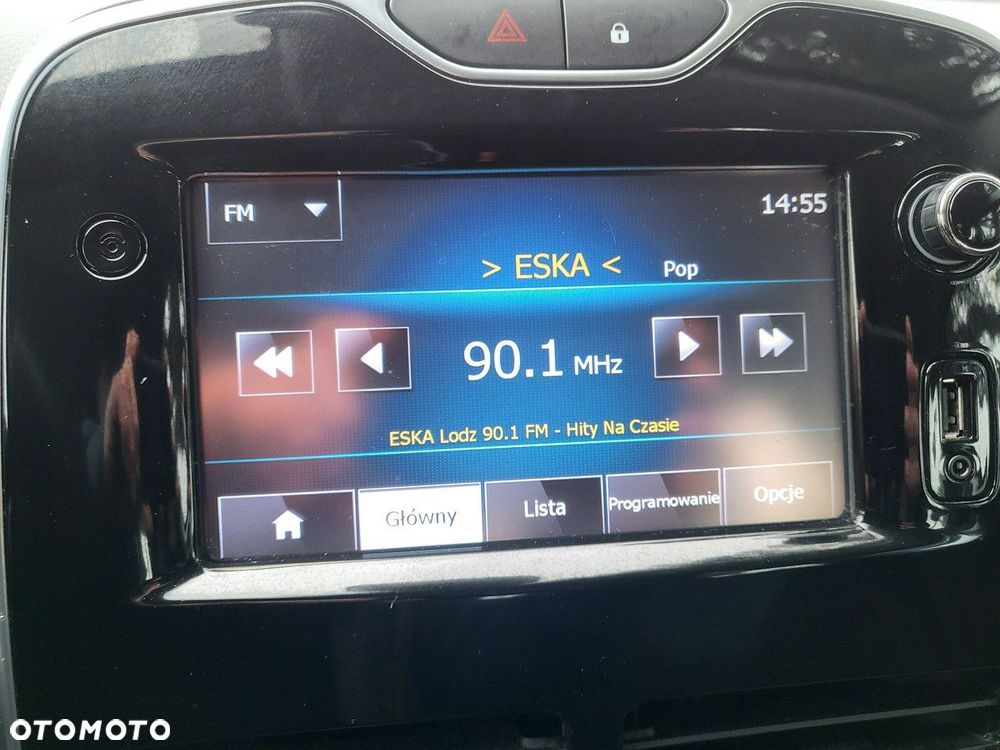 FM
14:55
> ESKA < Pop
90.1 MHz
ESKA Lodz 90.1 FM - Hity Na Czasie
Główny Lista Programowanie Opcje
OTOMOTO